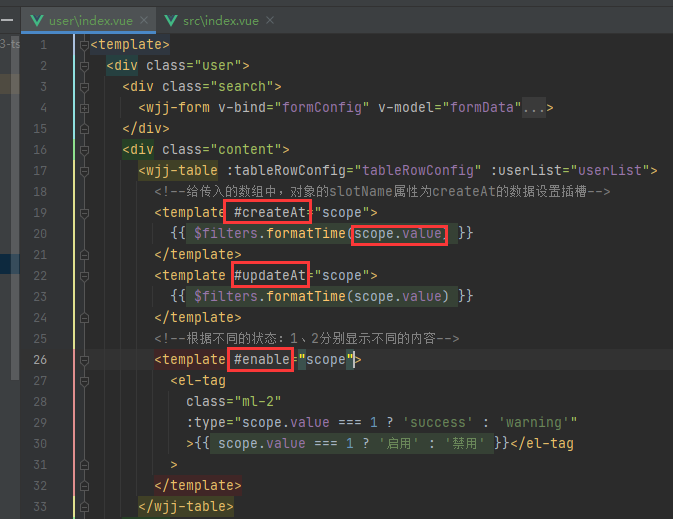 user\index.vue
src\index.vue
3-ts
1 <template>
2 <div class="user">
3 <div class="search">
4 <wjj-form v-bind="formConfig" v-model="formData"...>
15 </div>
16 <div class="content">
17 <wjj-table :tableRowConfig="tableRowConfig" :userList="userList">
18 <!--给传入的数组中，对象的slotName属性为createAt的数据设置插槽-->
19 <template #createAt="scope">
20 {{ $filters.formatTime(scope.value) }}
21 </template>
22 <template #updateAt="scope">
23 {{ $filters.formatTime(scope.value) }}
24 </template>
25 <!--根据不同的状态：1、2分别显示不同的内容-->
26 <template #enable="scope">
27 <el-tag
28 class="ml-2"
29 :type="scope.value === 1 ? 'success' : 'warning'"
30 >{{ scope.value === 1 ? '启用' : '禁用' }}</el-tag
31 >
32 </template>
33 </wjj-table>